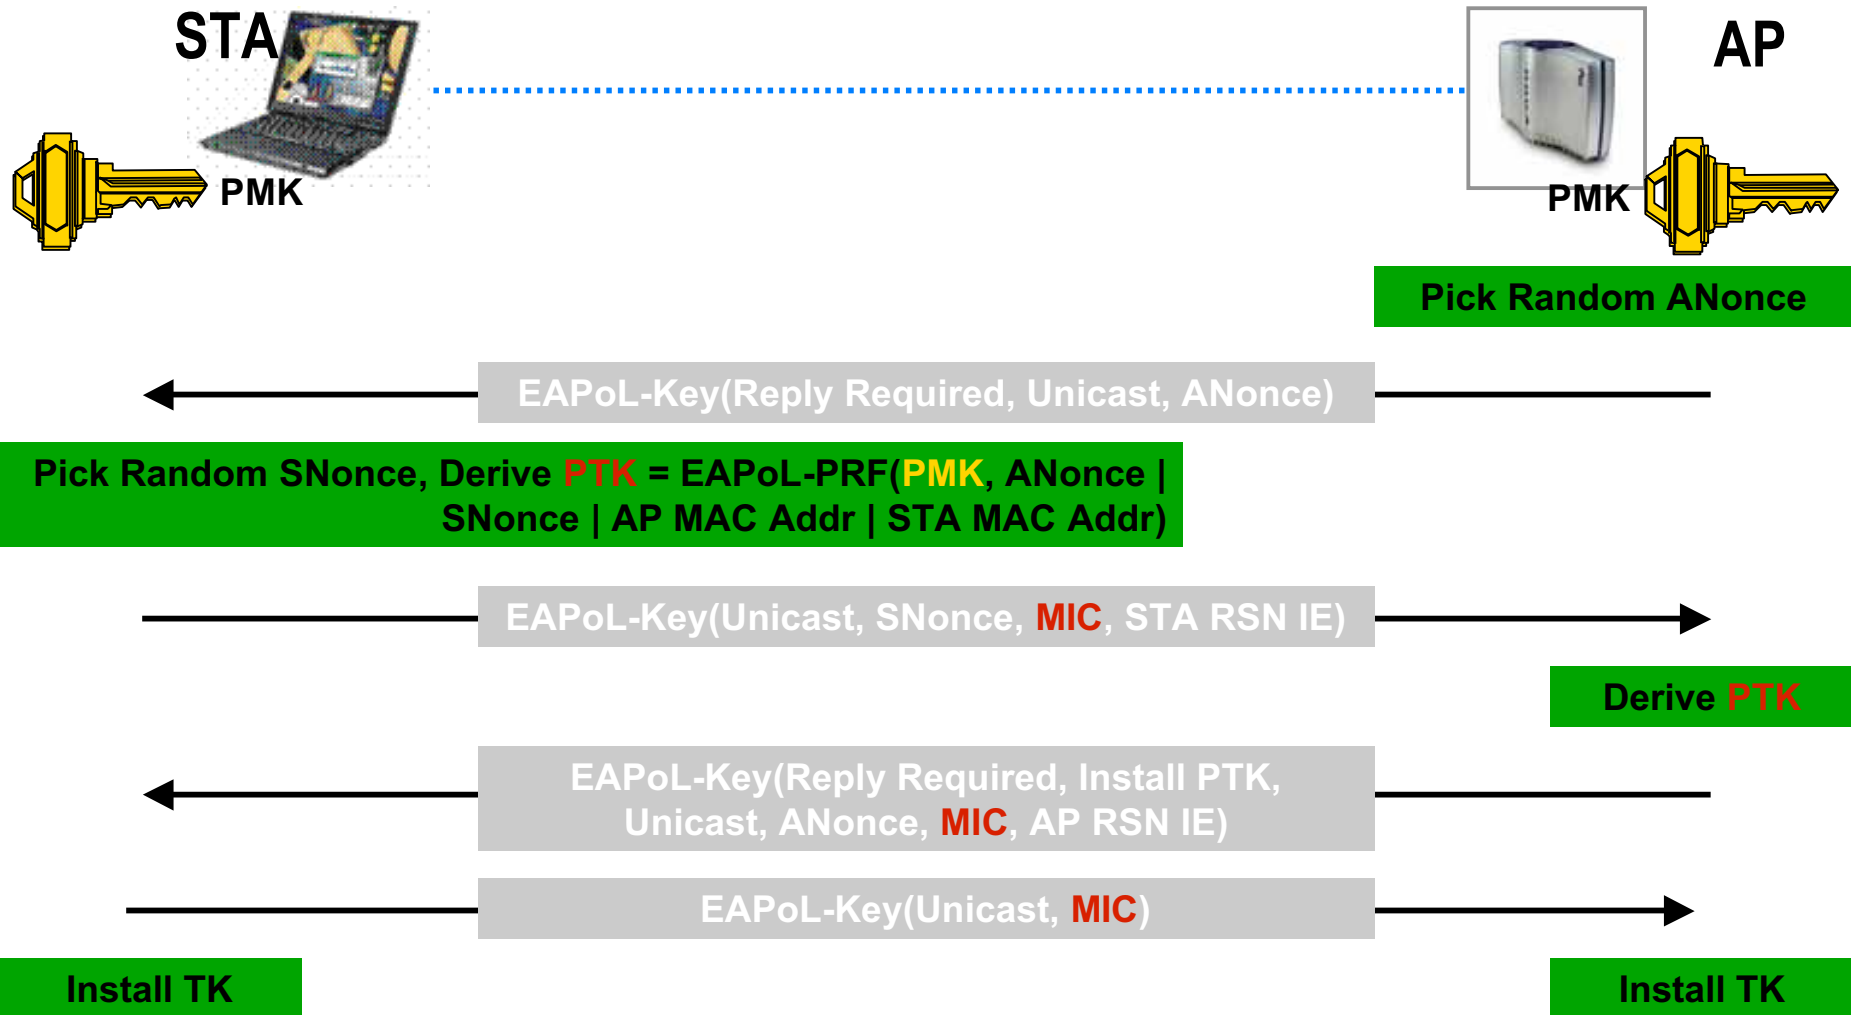 STA
AP
PMK
PMK
Pick Random ANonce
EAPoL-Key(Reply Required, Unicast, ANonce)
Pick Random SNonce, Derive PTK = EAPoL-PRF(PMK, ANonce |
SNonce | AP MAC Addr | STA MAC Addr)
EAPoL-Key(Unicast, SNonce, MIC, STA RSN IE)
Derive PTK
EAPoL-Key(Reply Required, Install PTK,
Unicast, ANonce, MIC, AP RSN IE)
EAPoL-Key(Unicast, MIC)
Install TK
Install TK